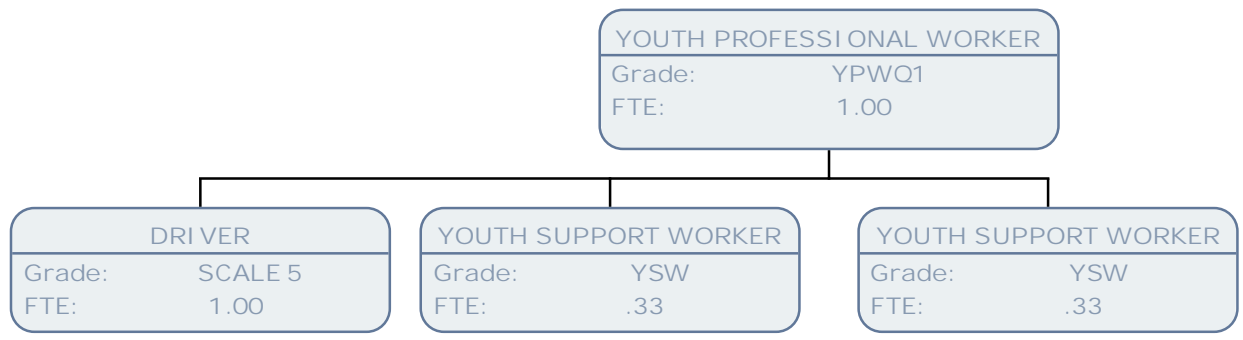 YOUTH PROFESSIONAL WORKER
Grade: YPWQ1
FTE: 1.00
DRIVER
Grade: SCALE 5
FTE: 1.00
YOUTH SUPPORT WORKER
Grade: YSW
FTE: .33
YOUTH SUPPORT WORKER
Grade: YSW
FTE: .33